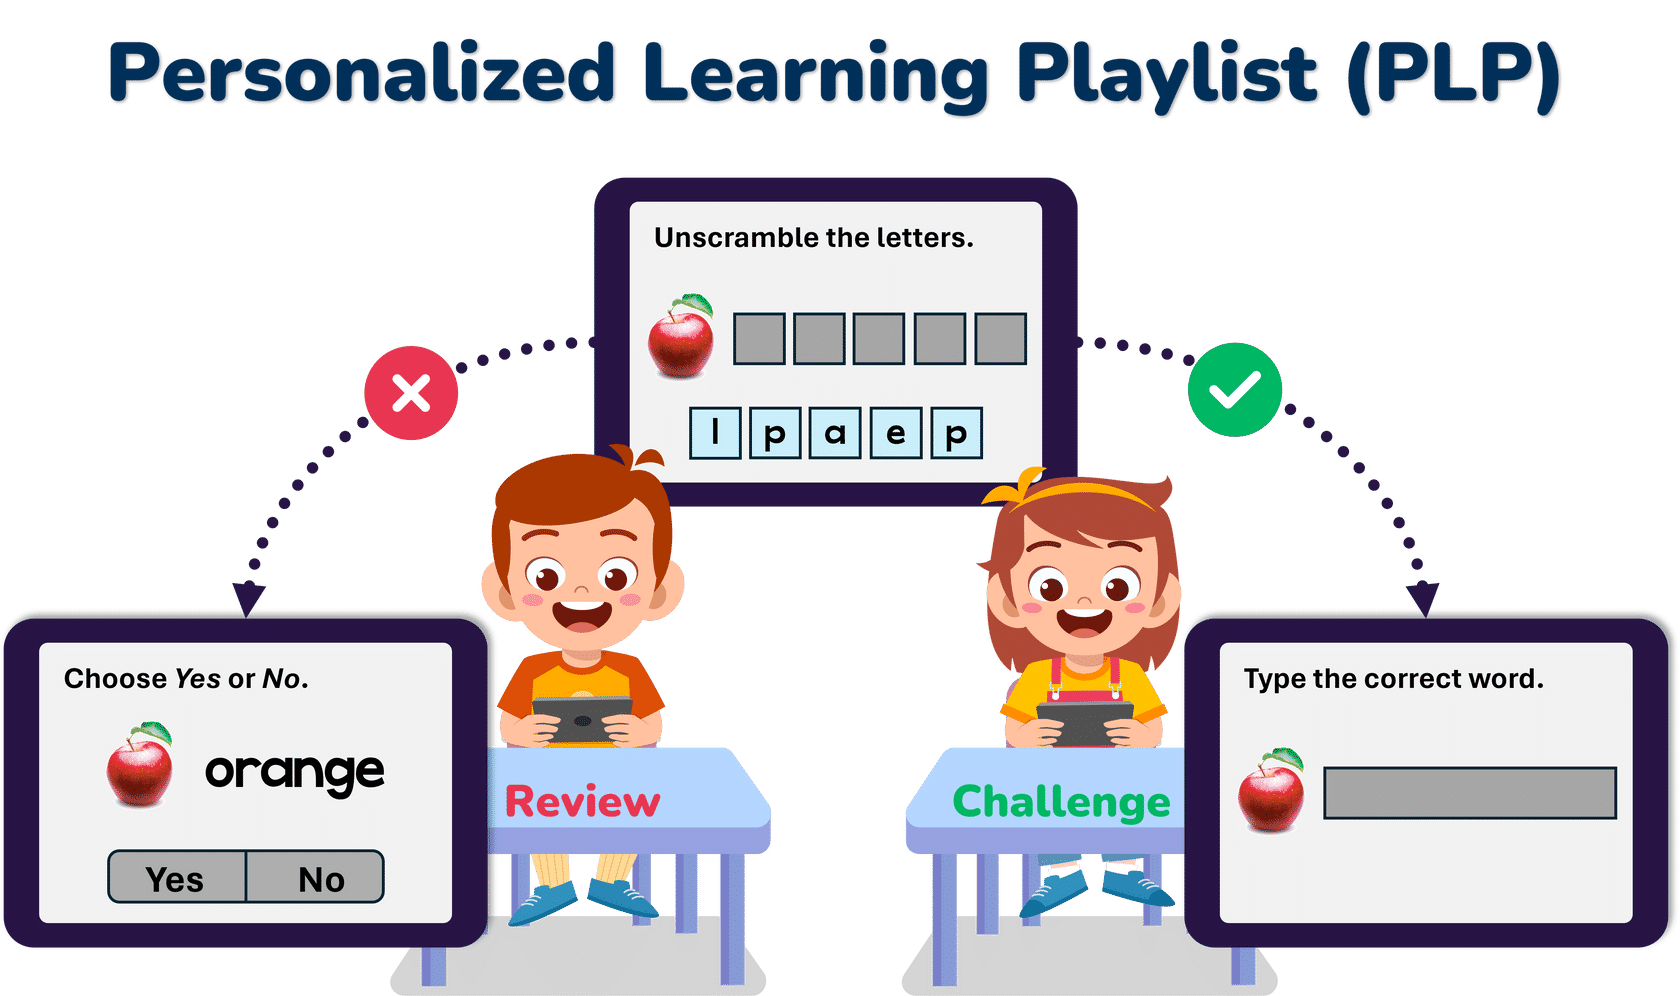 Personalized Learning Playlist (PLP)
Unscramble the letters.
l p a e p
Choose Yes or No.
orange
Yes No
Review
Challenge
Type the correct word.